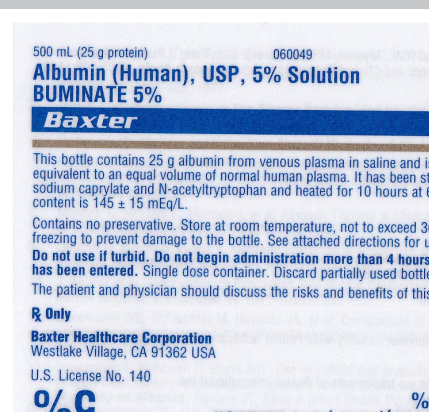 500 mL (25 g protein) 060049
Albumin (Human), USP, 5% Solution
BUMINATE 5%
Baxter
This bottle contains 25 g albumin from venous plasma in saline and
equivalent to an equal volume of normal human plasma. It has been
sodium caprylate and N-acetyltryptophan and heated for 10 hours at
content is 145 ± 15 mEq/L.
Contains no preservative. Store at room temperature, not to exceed
freezing to prevent damage to the bottle. See attached directions for
Do not use if turbid. Do not begin administration more than 4 hours
has been entered. Single dose container. Discard partially used
The patient and physician should discuss the risks and benefits of
℞ Only
Baxter Healthcare Corporation
Westlake Village, CA 91362 USA
U.S. License No. 140